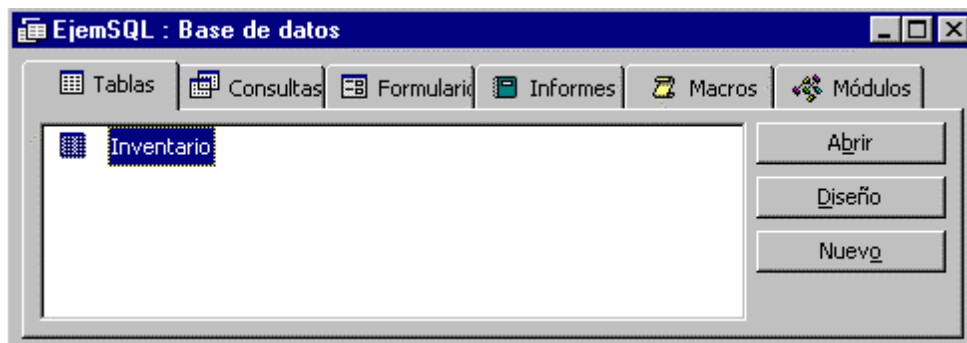 EjemSQL : Base de datos
Tablas Consultas Formulario Informes Macros Módulos
Inventario
Abrir
Diseño
Nuevo